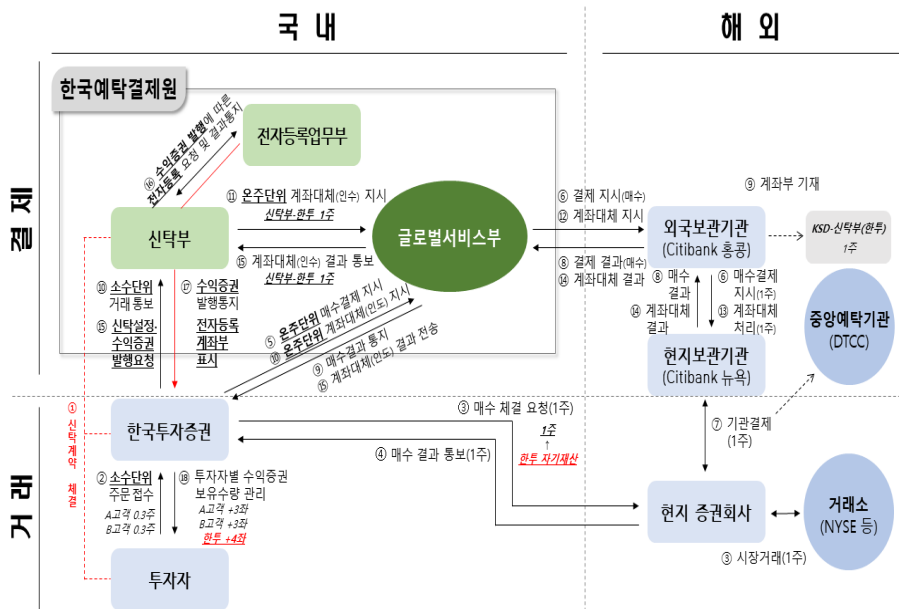 국 내
해 외
결 제
거 래
한국예탁결제원
전자등록업무부
⑯ 수익증권 발행에 따른
전자등록 요청 및 결과통지
신탁부
⑪ 온주단위 계좌대체(인수) 지시
신탁부-한투 1주
⑮ 계좌대체(인수) 결과 통보
신탁부-한투 1주
글로벌서비스부
⑥ 결제 지시(매수)
⑫ 계좌대체 지시
⑧ 결제 결과(매수)
⑭ 계좌대체 결과
⑨ 계좌부 기재
외국보관기관
(Citibank 홍콩)
KSD-신탁부(한투)
1주
⑧ 매수
결과
⑭ 계좌대체
결과
⑥ 매수결제
지시(1주)
⑬ 계좌대체
처리(1주)
중앙예탁기관
(DTCC)
현지보관기관
(Citibank 뉴욕)
⑩ 소수단위
거래 통보
⑮ 신탁설정·
수익증권
발행요청
⑰ 수익증권
발행통지
전자등록
계좌부
표시
⑤ 온주단위 매수결제 지시
⑩ 온주단위 계좌대체(인도) 지시
⑨ 매수결과 통지
⑮ 계좌대체(인도) 결과 전송
① 신탁계약 체결
한국투자증권
③ 매수 체결 요청(1주)
1주
↑
한투 자기재산
④ 매수 결과 통보(1주)
⑦ 기관결제
(1주)
② 소수단위
주문 접수
A고객 0.3주
B고객 0.3주
⑱ 투자자별 수익증권
보유수량 관리
A고객 +3좌
B고객 +3좌
한투 +4좌
현지 증권회사
거래소
(NYSE 등)
③ 시장거래(1주)
투자자